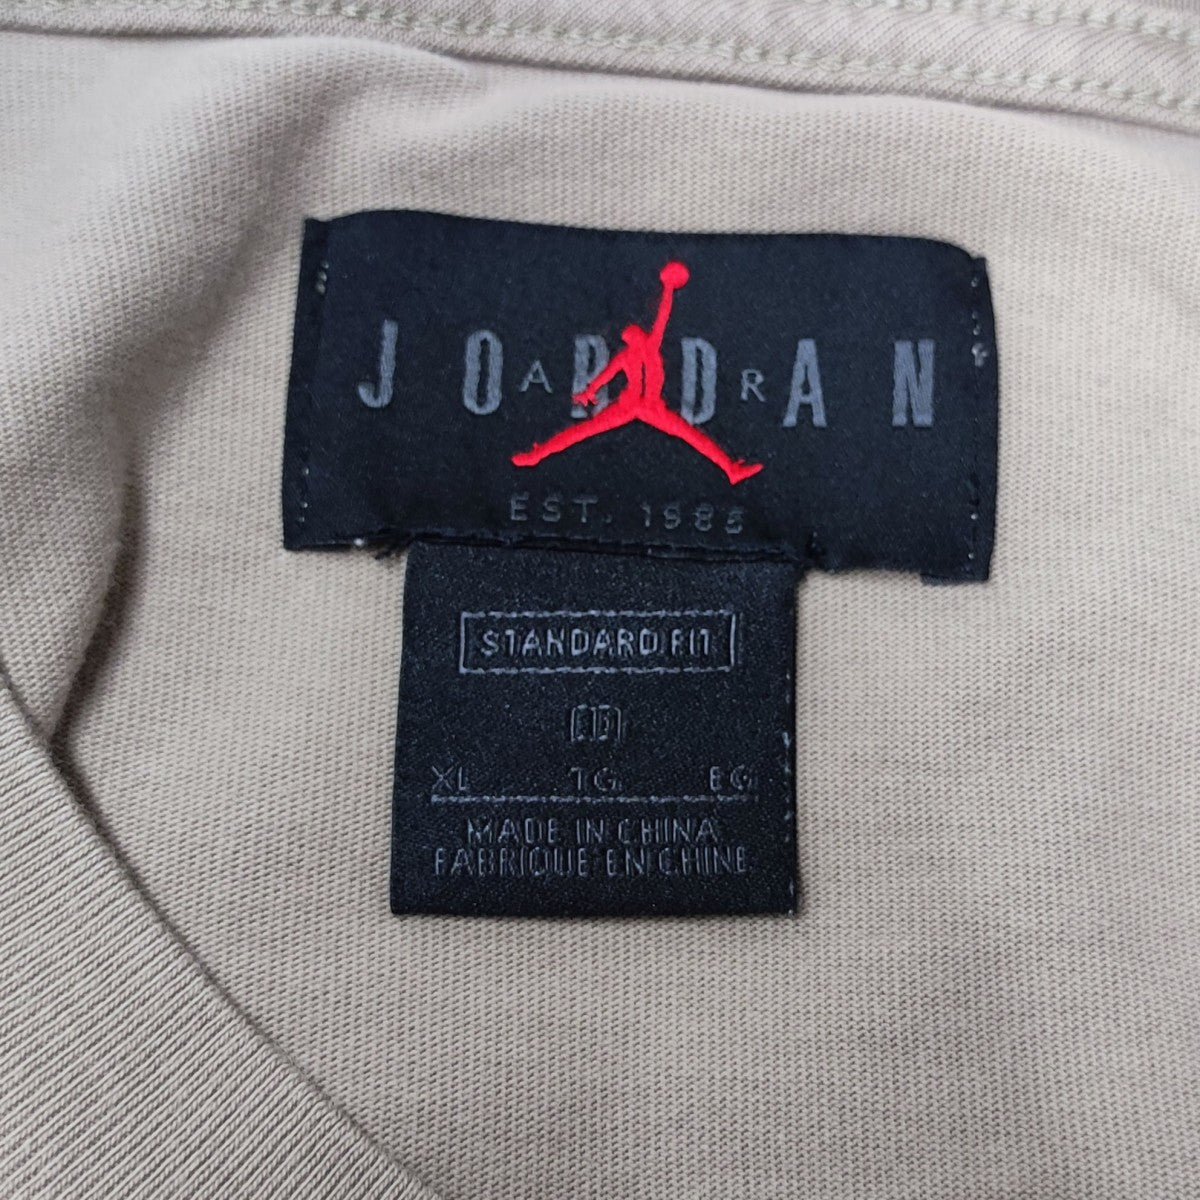 JORDAN
AIR
EST. 1985
STANDARD FIT
XL TG EG
MADE IN CHINA
FABRIQUE EN CHINE